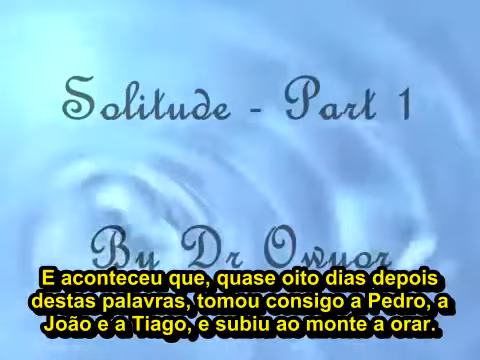 Solitude - Part 1
By Dr Owuor
E aconteceu que, quase oito dias depois
destas palavras, tomou consigo a Pedro, a
João e a Tiago, e subiu ao monte a orar.